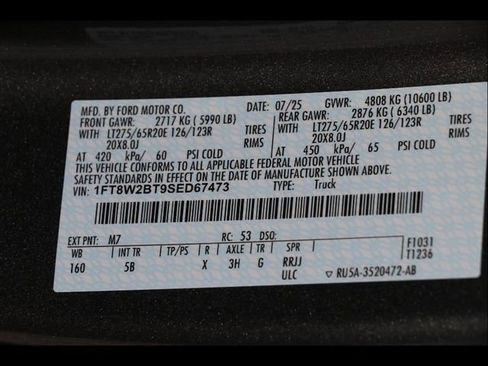 MFD. BY FORD MOTOR CO. 07/25 GVWR: 4808 KG (10600 LB)
FRONT GAWR: 2717 KG ( 5990 LB) REAR GAWR: 2876 KG ( 6340 LB)
WITH LT275/65R20E 126/123R TIRES WITH LT275/65R20E 126/123R TIRES
20X8.0J RIMS 20X8.0J RIMS
AT 420 kPa/ 60 PSI COLD AT 450 kPa/ 65 PSI COLD
THIS VEHICLE CONFORMS TO ALL APPLICABLE FEDERAL MOTOR VEHICLE
SAFETY STANDARDS IN EFFECT ON THE DATE OF MANUFACTURE SHOWN ABOVE.
VIN: 1FT8W2BT9SED67473 TYPE: Truck
EXT PNT: M7 RC: 53 DSO:
WB INT TR TP/PS R AXLE TR SPR F1031
160 5B X 3H G RRJJ T1236
ULC ▽ RU5A-3520472-AB